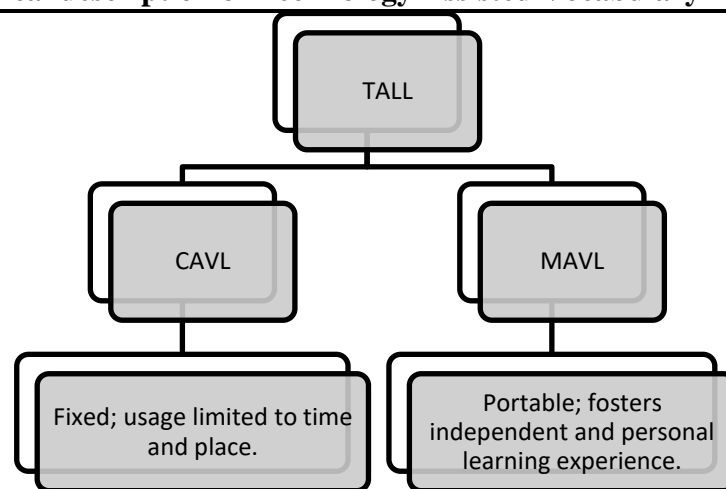 TALL
CAVL
MAVL
Fixed; usage limited to time
and place.
Portable; fosters
independent and personal
learning experience.